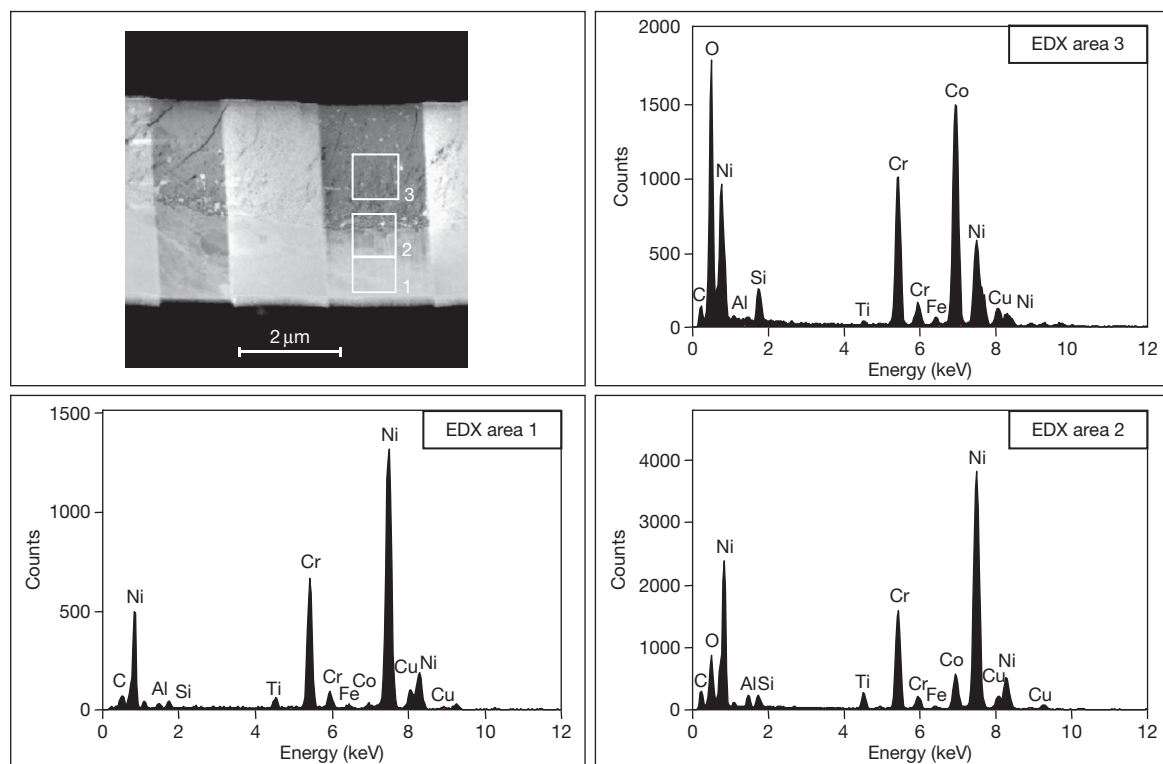 3
2
1
2 μm
EDX area 3
2000
1500
1000
500
0
Counts
O
Ni
C
Al
Si
Ti
Cr
Cr
Fe
Co
Ni
Cu
Ni
0 2 4 6 8 10 12
Energy (keV)
EDX area 1
1500
1000
500
0
Counts
Ni
C
Al
Si
Ti
Cr
Cr
Fe
Co
Ni
Cu
Ni
Cu
0 2 4 6 8 10 12
Energy (keV)
EDX area 2
4000
3000
2000
1000
0
Counts
Ni
O
C
Al
Si
Ti
Cr
Cr
Fe
Co
Ni
Cu
Ni
Cu
0 2 4 6 8 10 12
Energy (keV)